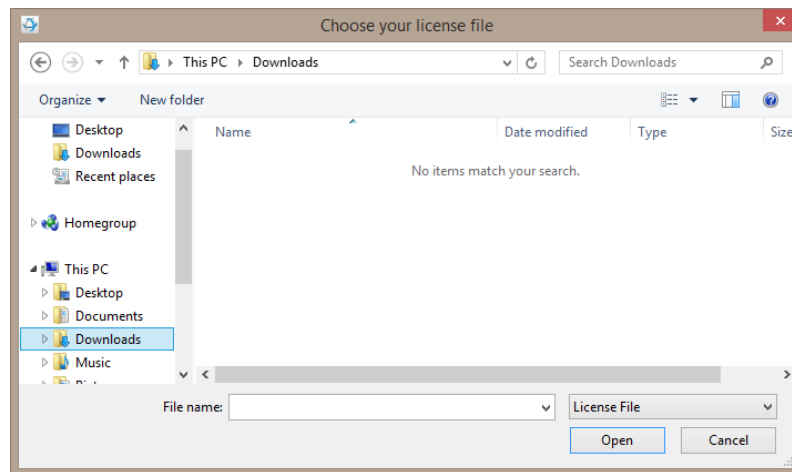 Choose your license file
This PC Downloads
Search Downloads
Organize New folder
Name Date modified Type Size
No items match your search.
Desktop
Downloads
Recent places
Homegroup
This PC
Desktop
Documents
Downloads
Music
File name:
License File
Open Cancel